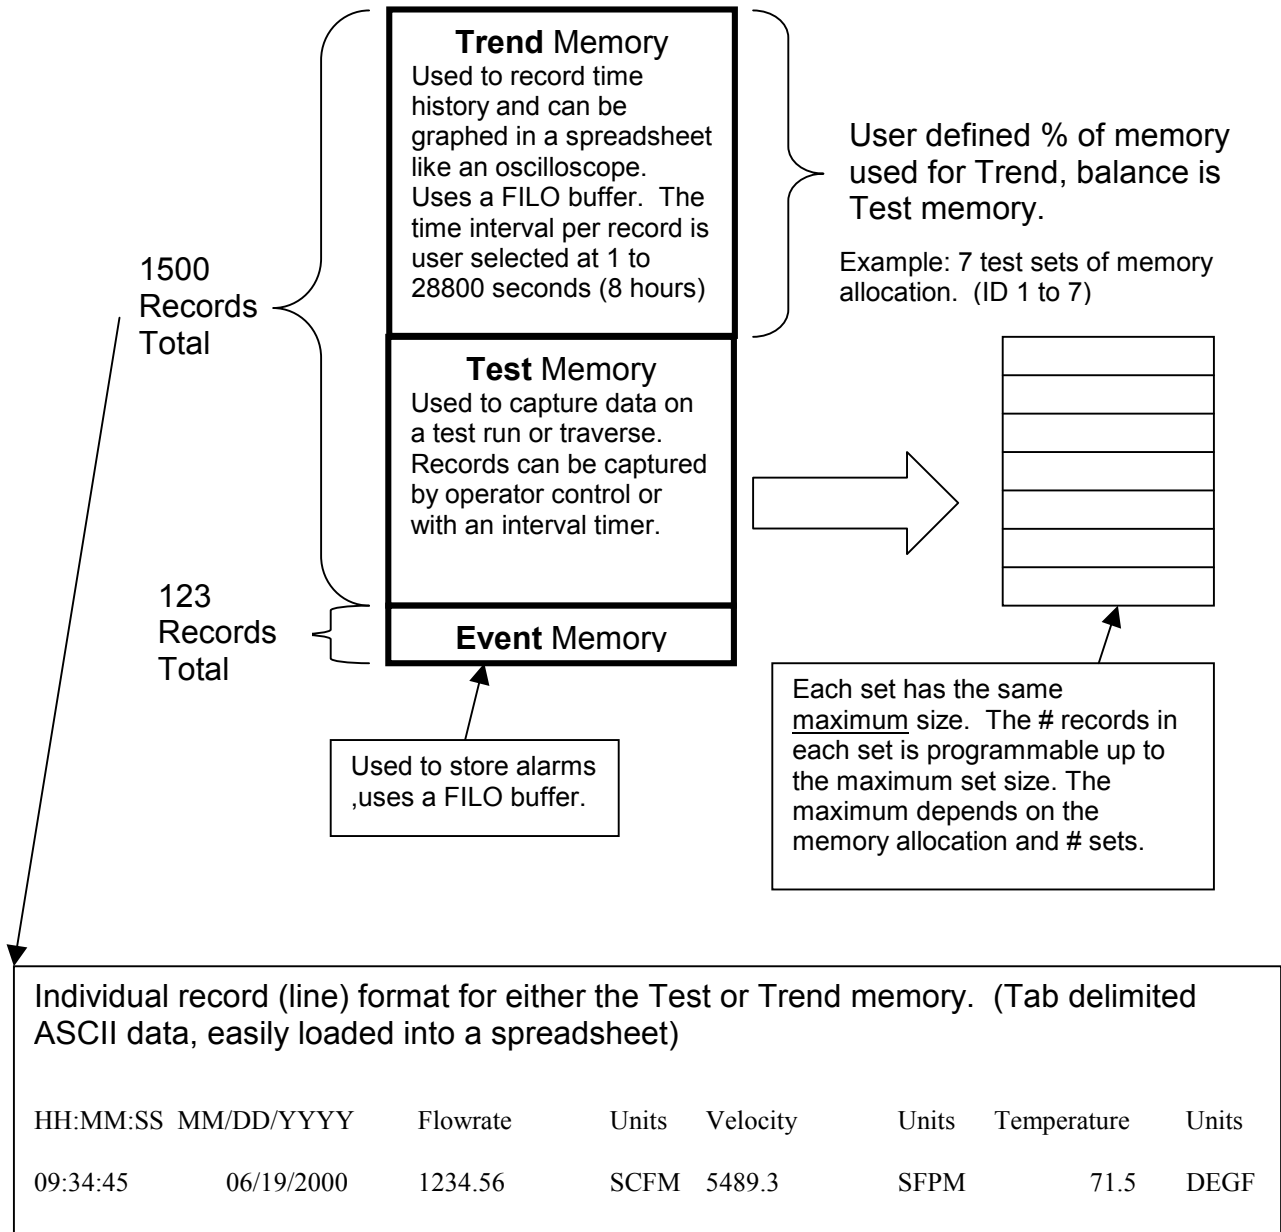 Trend Memory
Used to record time
history and can be
graphed in a spreadsheet
like an oscilloscope.
Uses a FILO buffer.  The
time interval per record is
user selected at 1 to
28800 seconds (8 hours)
User defined % of memory
used for Trend, balance is
Test memory.
Example: 7 test sets of memory
allocation.  (ID 1 to 7)
1500
Records
Total
Test Memory
Used to capture data on
a test run or traverse.
Records can be captured
by operator control or
with an interval timer.
123
Records
Total
Event Memory
Used to store alarms
,uses a FILO buffer.
Each set has the same
maximum size.  The # records in
each set is programmable up to
the maximum set size. The
maximum depends on the
memory allocation and # sets.
Individual record (line) format for either the Test or Trend memory.  (Tab delimited
ASCII data, easily loaded into a spreadsheet)
HH:MM:SS MM/DD/YYYY Flowrate Units Velocity Units Temperature Units
09:34:45 06/19/2000 1234.56 SCFM 5489.3 SFPM 71.5 DEGF